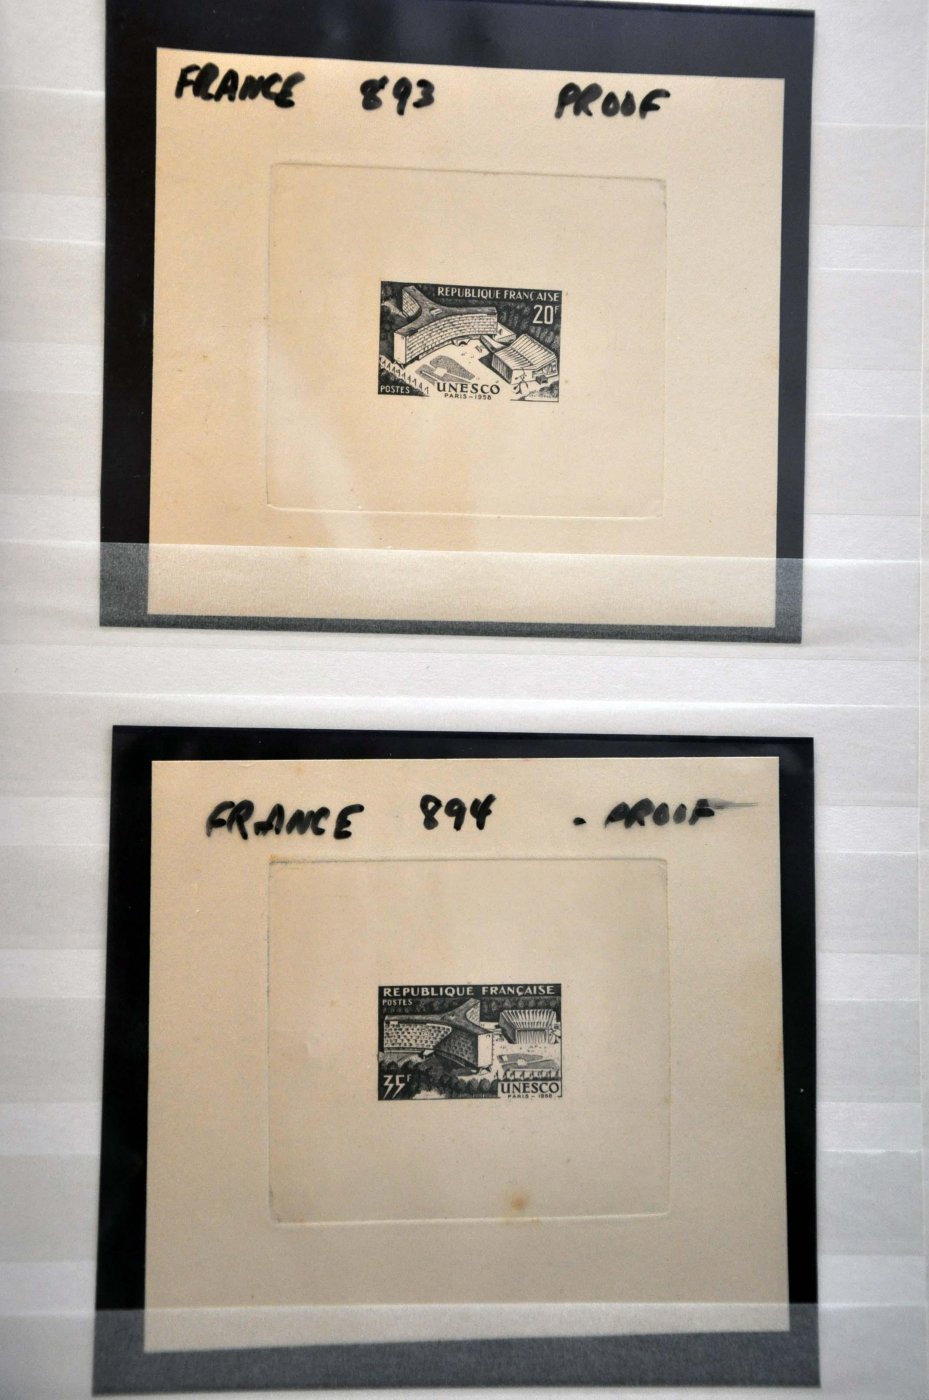 FRANCE 893 PROOF
REPUBLIQUE FRANÇAISE
20F
POSTES UNESCO
PARIS-1958
FRANCE 894 . PROOF
REPUBLIQUE FRANÇAISE
POSTES
35F UNESCO
PARIS-1958